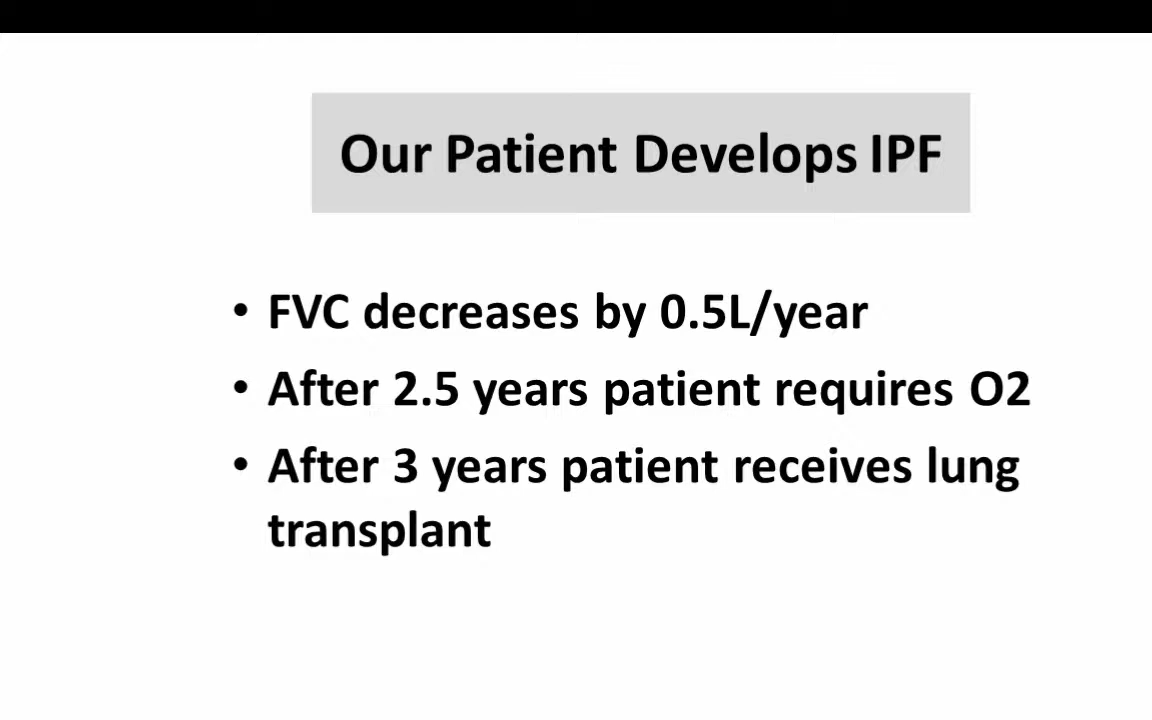 Our Patient Develops IPF
• FVC decreases by 0.5L/year
• After 2.5 years patient requires O2
• After 3 years patient receives lung
transplant